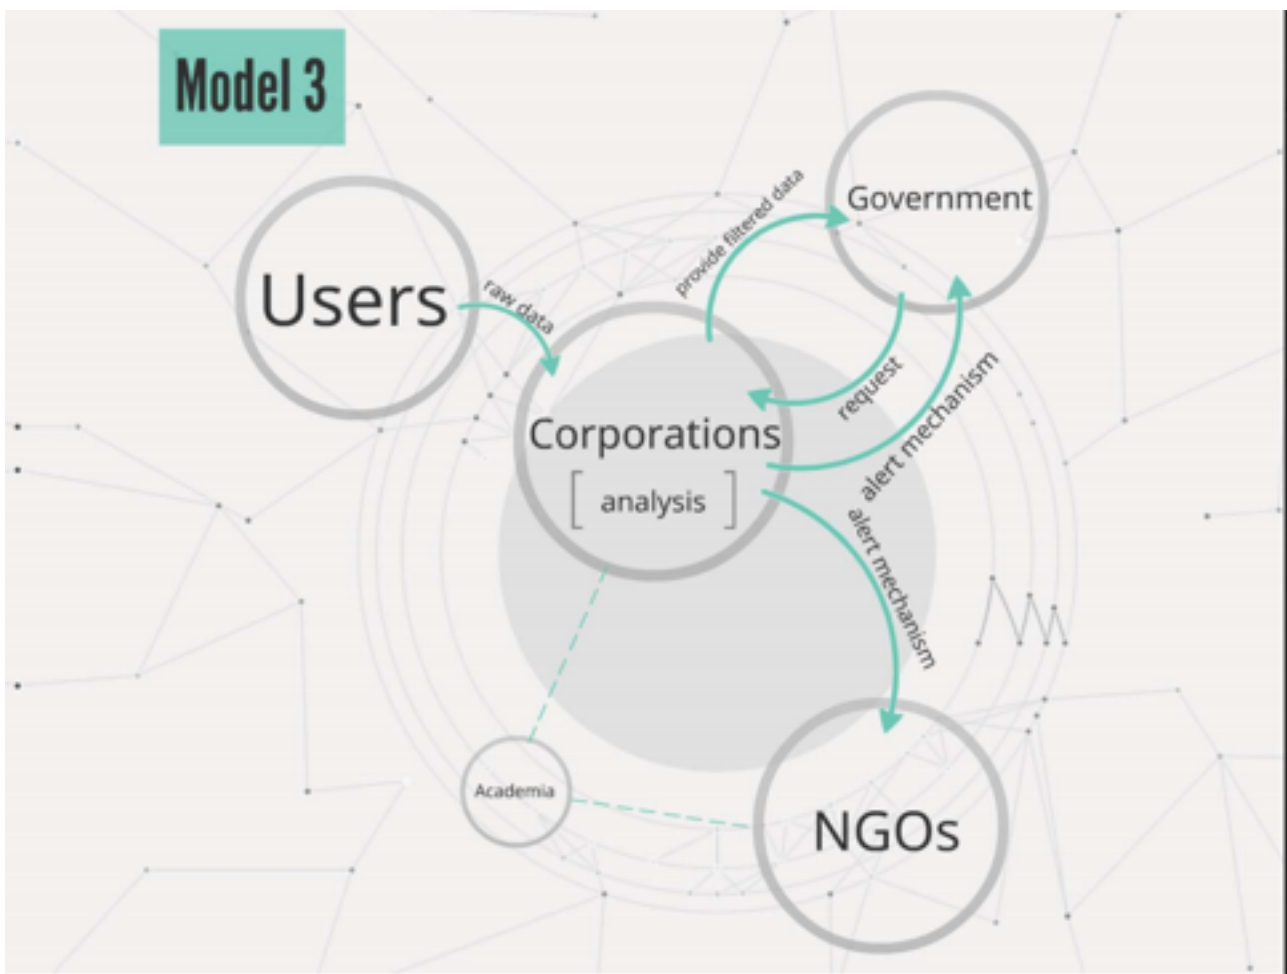 Model 3
Government
provide filtered data
Users
raw data
request
alert mechanism
Corporations
[ analysis ]
alert mechanism
Academia
NGOs